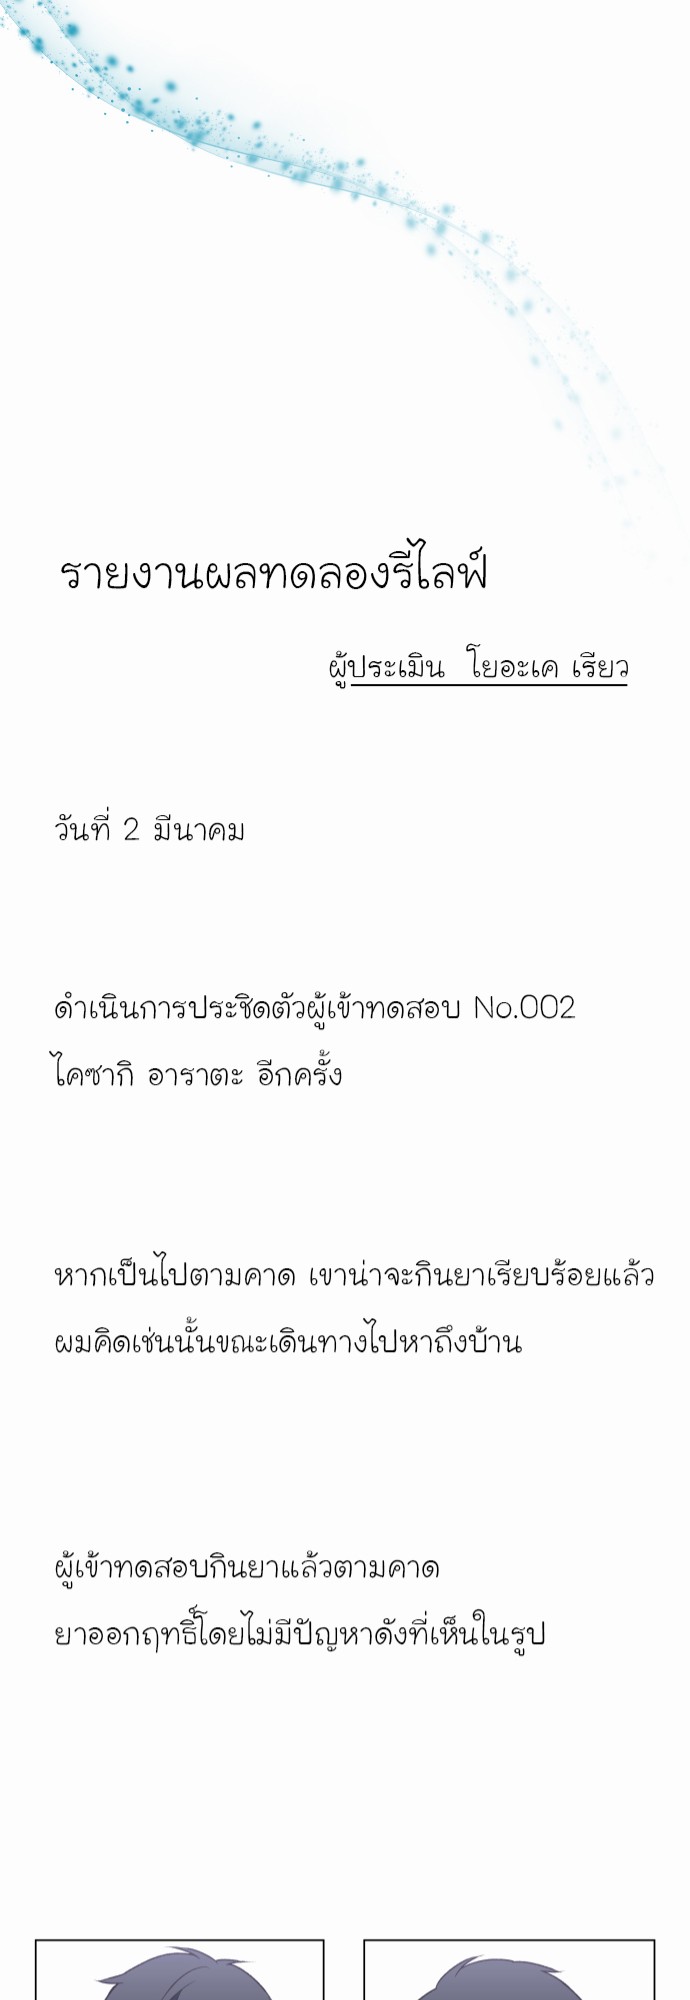 รายงานผลทดลองรีไลฟ์
ผู้ประเมิน โยอะเค เรียว
วันที่ 2 มีนาคม
ดำเนินการประชิดตัวผู้เข้าทดสอบ No.002
ไคซากิ อาราตะ อีกครั้ง
หากเป็นไปตามคาด เขาน่าจะกินยาเรียบร้อยแล้ว
ผมคิดเช่นนั้นขณะเดินทางไปหาถึงบ้าน
ผู้เข้าทดสอบกินยาแล้วตามคาด
ยาออกฤทธิ์โดยไม่มีปัญหาดังที่เห็นในรูป